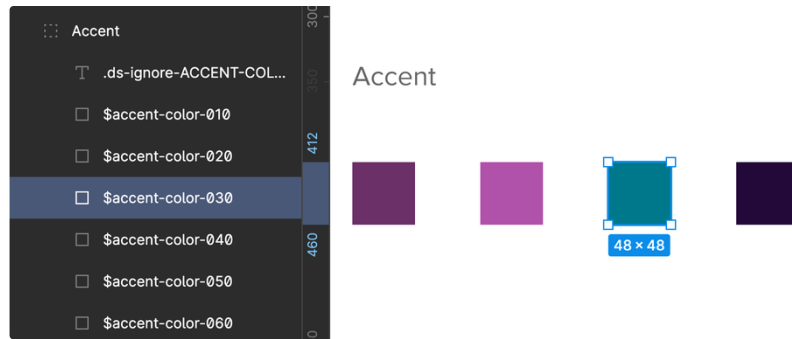 Accent
.ds-ignore-ACCENT-COL...
$accent-color-010
$accent-color-020
$accent-color-030
$accent-color-040
$accent-color-050
$accent-color-060
300
350
412
460
0
Accent
48 × 48